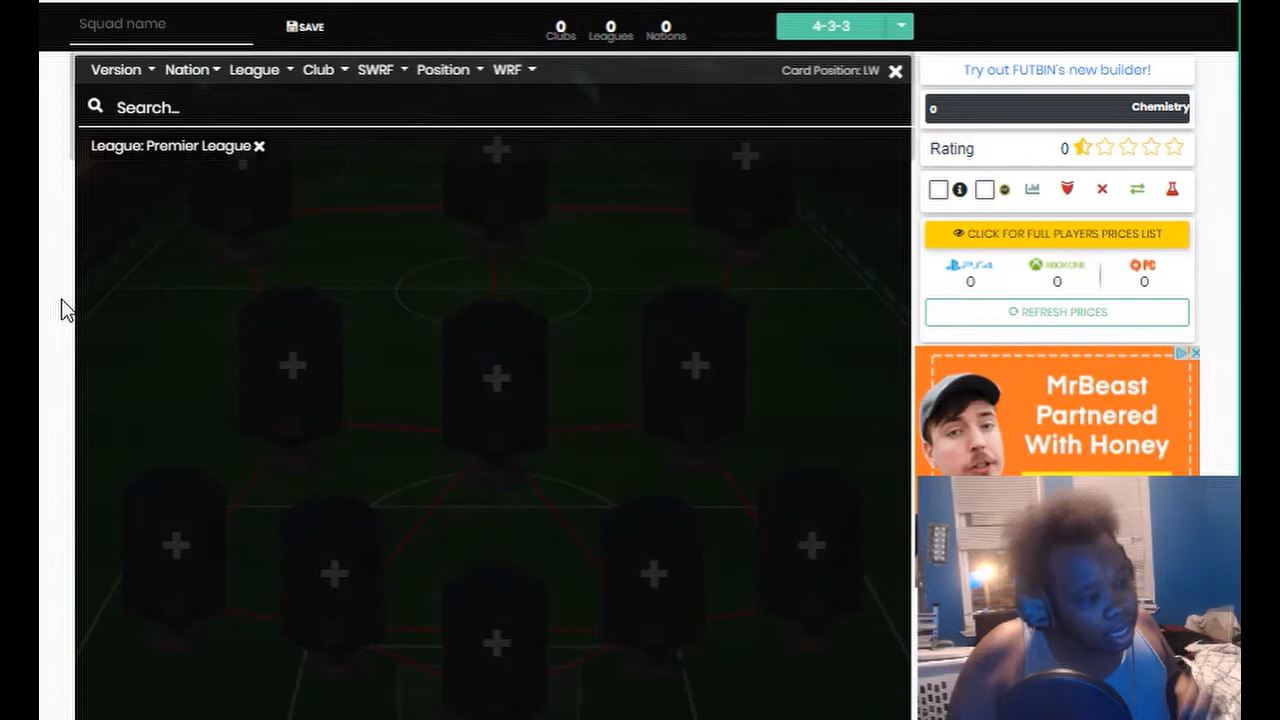 Squad name
SAVE
0 Clubs
0 Leagues
0 Nations
4-3-3
Version Nation League Club SWRF Position WRF
Card Position: LW
Search...
League: Premier League
Try out FUTBIN's new builder!
0 Chemistry
Rating 0
CLICK FOR FULL PLAYERS PRICES LIST
PS4 XBOX ONE PC
0 0 0
REFRESH PRICES
MrBeast
Partnered
With Honey